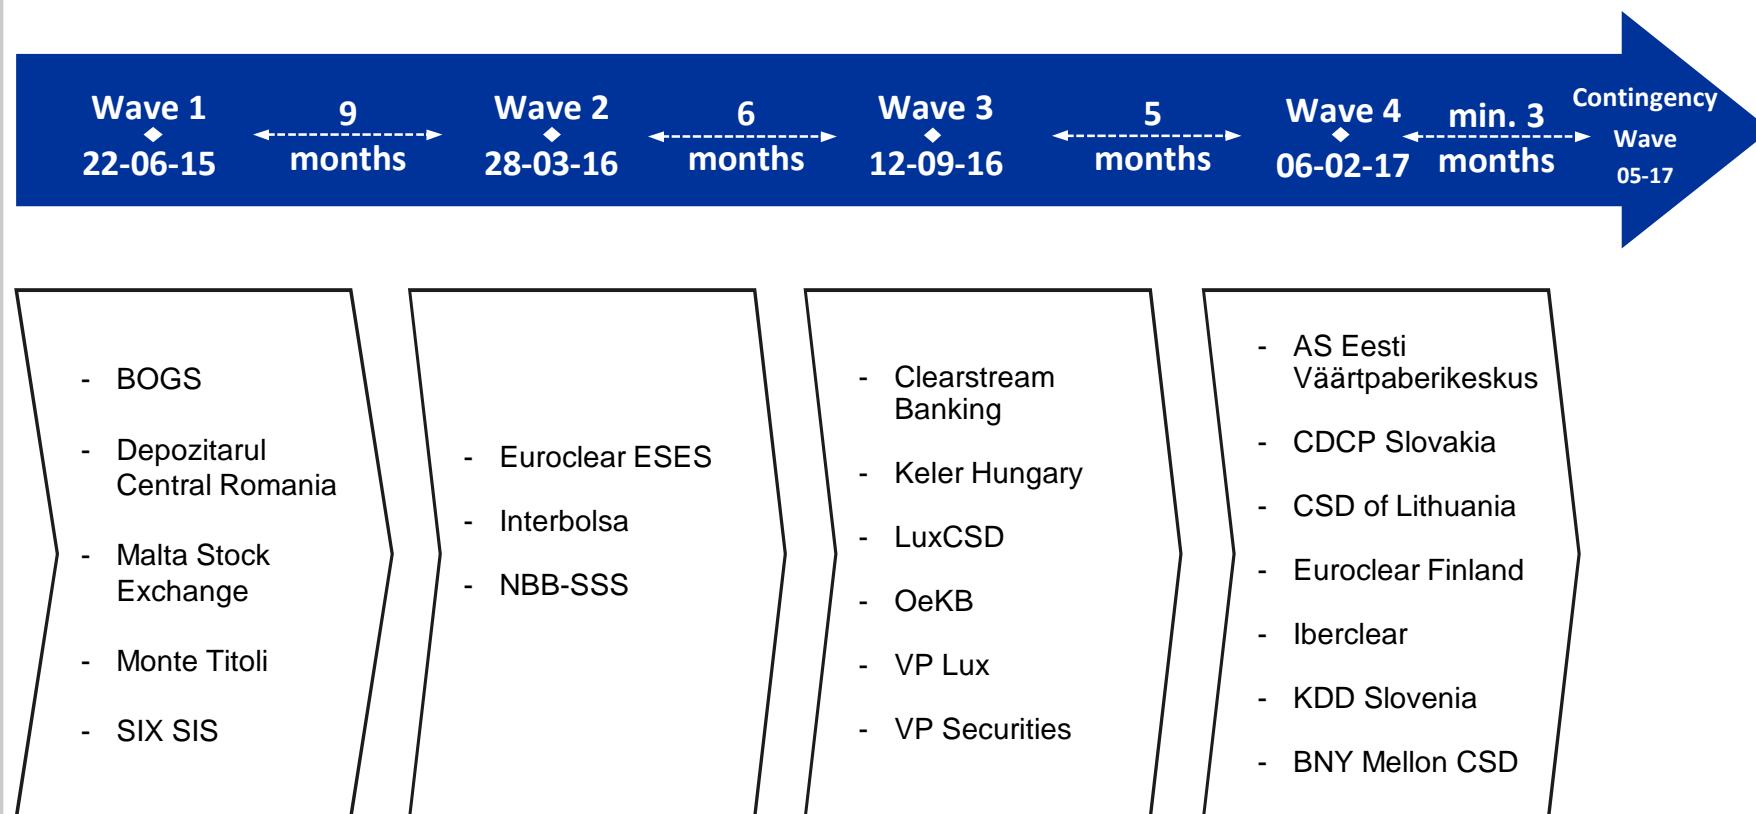 Wave 1
22-06-15
9
months
Wave 2
28-03-16
6
months
Wave 3
12-09-16
5
months
Wave 4
06-02-17
min. 3
months
Contingency
Wave
05-17
- BOGS
- Depozitarul
Central Romania
- Malta Stock
Exchange
- Monte Titoli
- SIX SIS
- Euroclear ESES
- Interbolsa
- NBB-SSS
- Clearstream
Banking
- Keler Hungary
- LuxCSD
- OeKB
- VP Lux
- VP Securities
- AS Eesti
Väärtpaberikeskus
- CDCP Slovakia
- CSD of Lithuania
- Euroclear Finland
- Iberclear
- KDD Slovenia
- BNY Mellon CSD